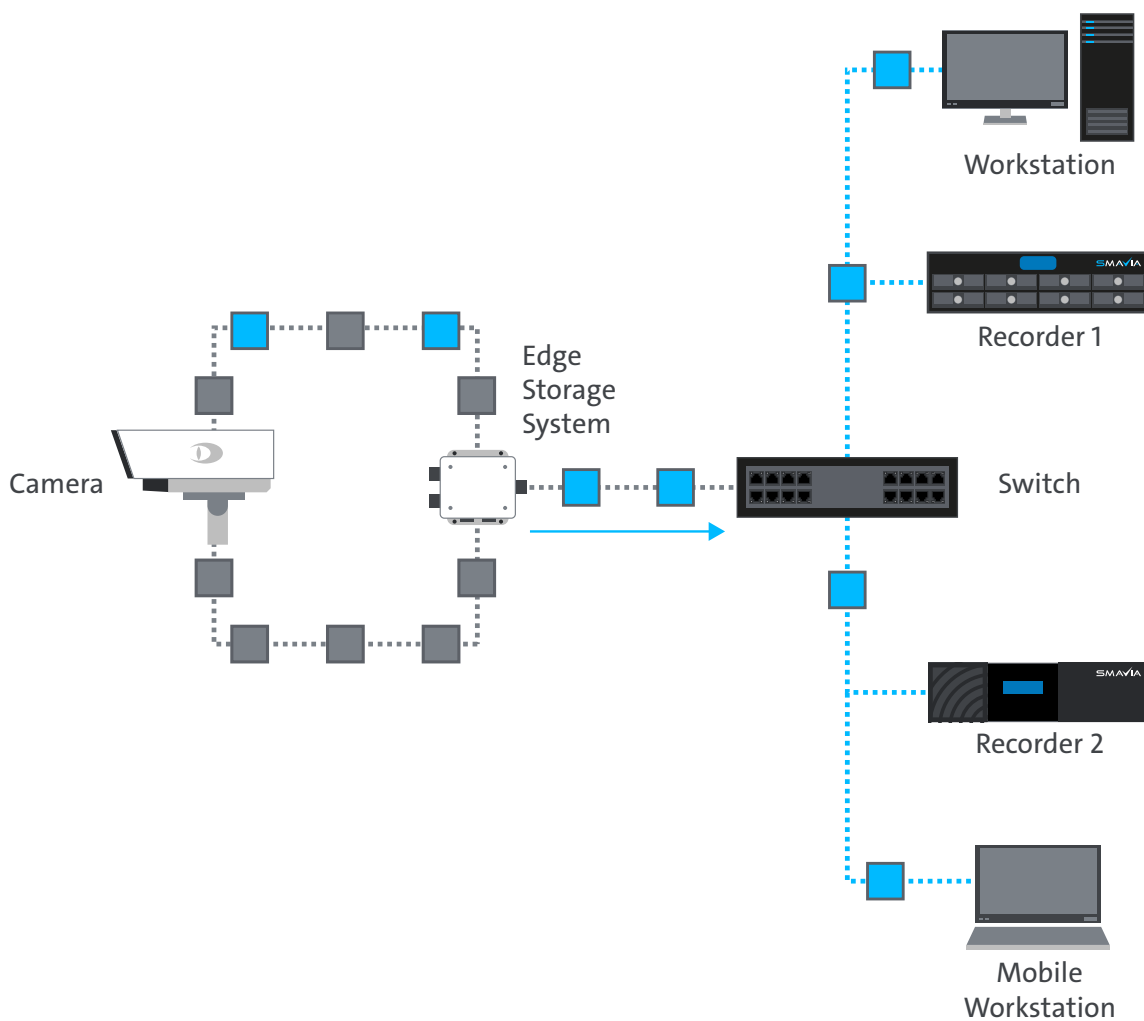 Workstation
SMAVIA
Recorder 1
Edge
Storage
System
Camera
Switch
SMAVIA
Recorder 2
Mobile
Workstation